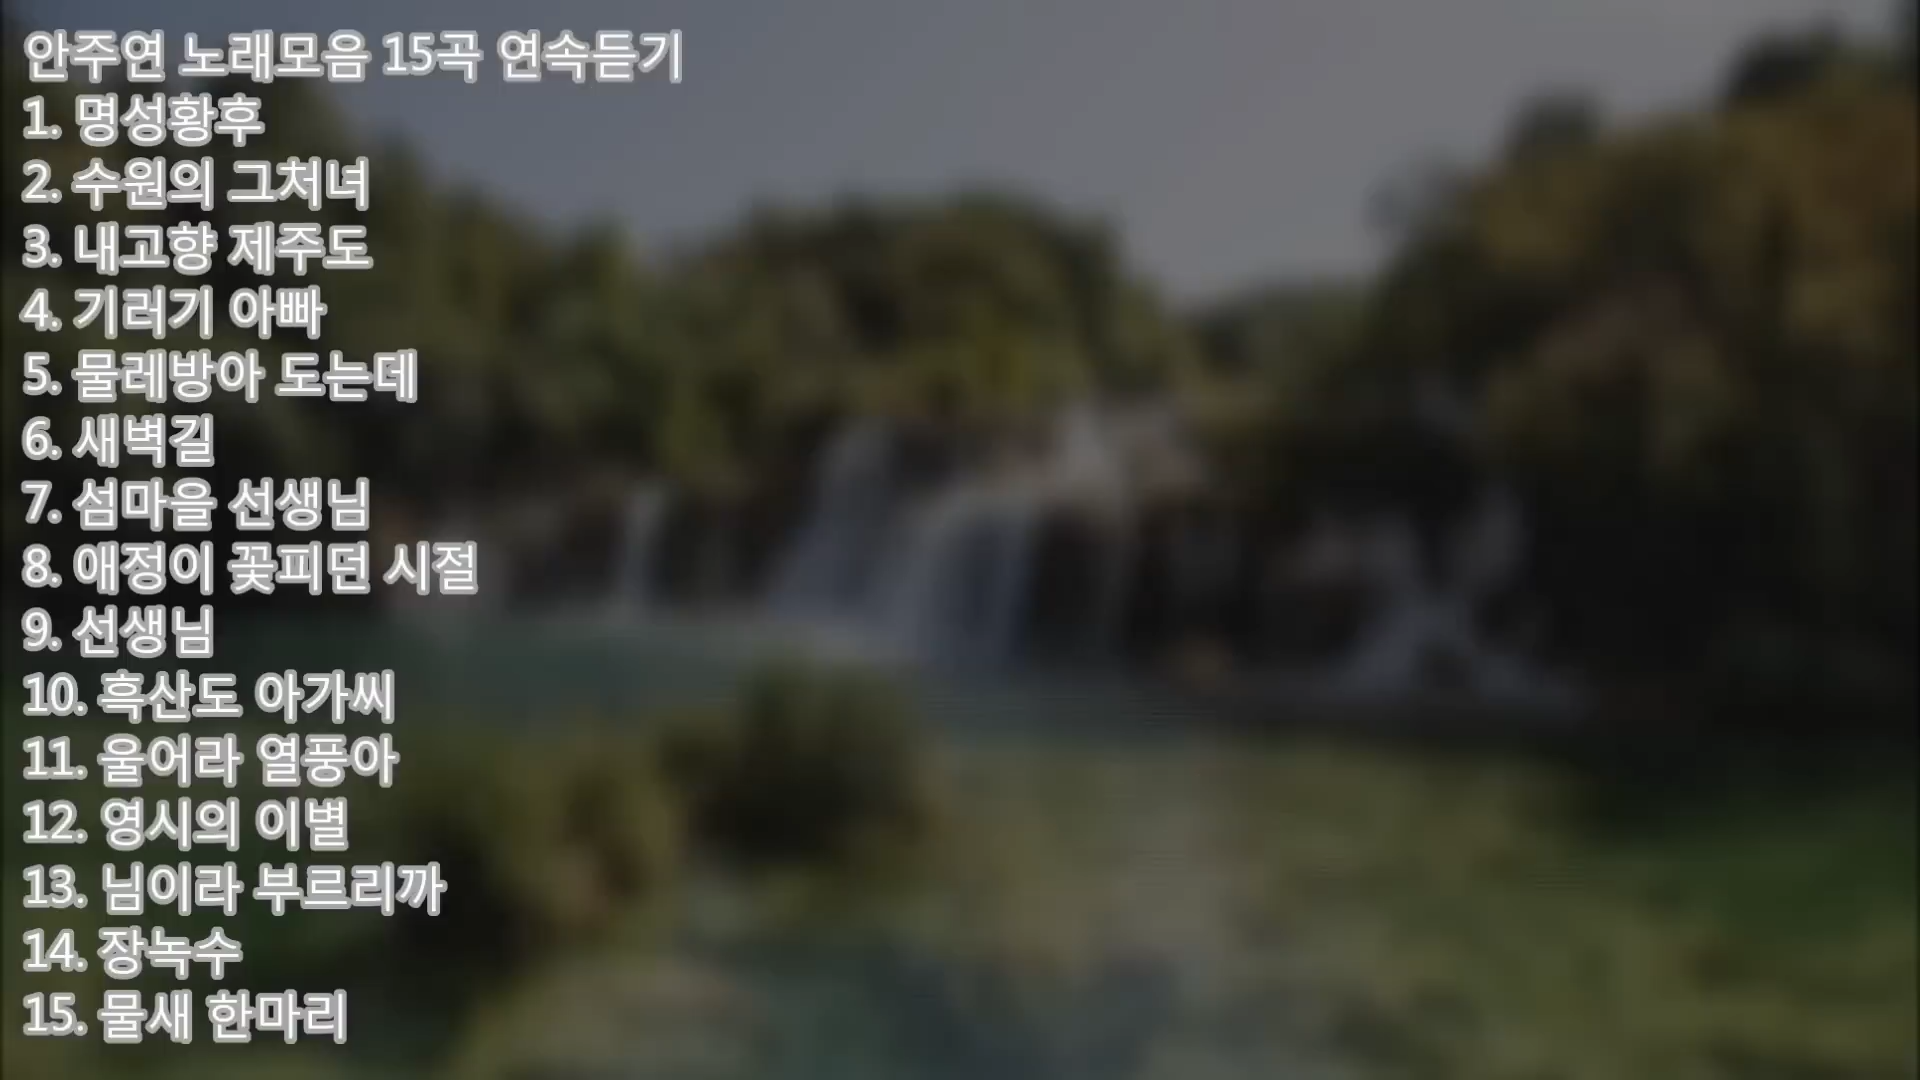 안주연 노래모음 15곡 연속듣기
1. 명성황후
2. 수원의 그처녀
3. 내고향 제주도
4. 기러기 아빠
5. 물레방아 도는데
6. 새벽길
7. 섬마을 선생님
8. 애정이 꽃피던 시절
9. 선생님
10. 흑산도 아가씨
11. 울어라 열풍아
12. 영시의 이별
13. 님이라 부르리까
14. 장녹수
15. 물새 한마리